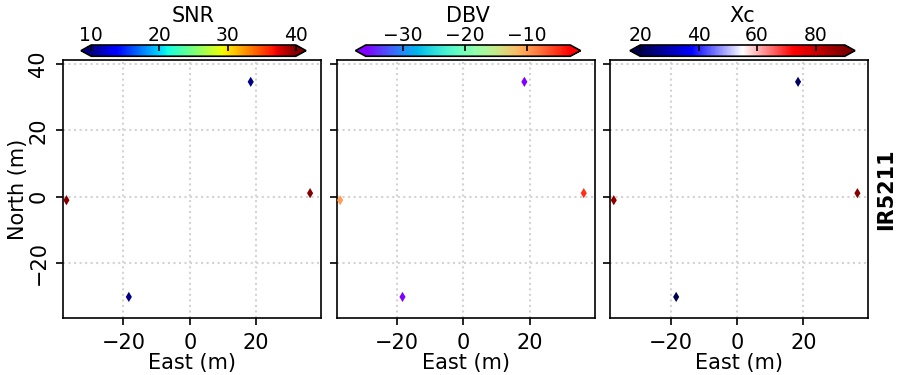 SNR DBV Xc
10 20 30 40 −30 −20 −10 20 40 60 80
40
20
0
−20
North (m)
−20 0 20 −20 0 20 −20 0 20
East (m) East (m) East (m)
IR5211